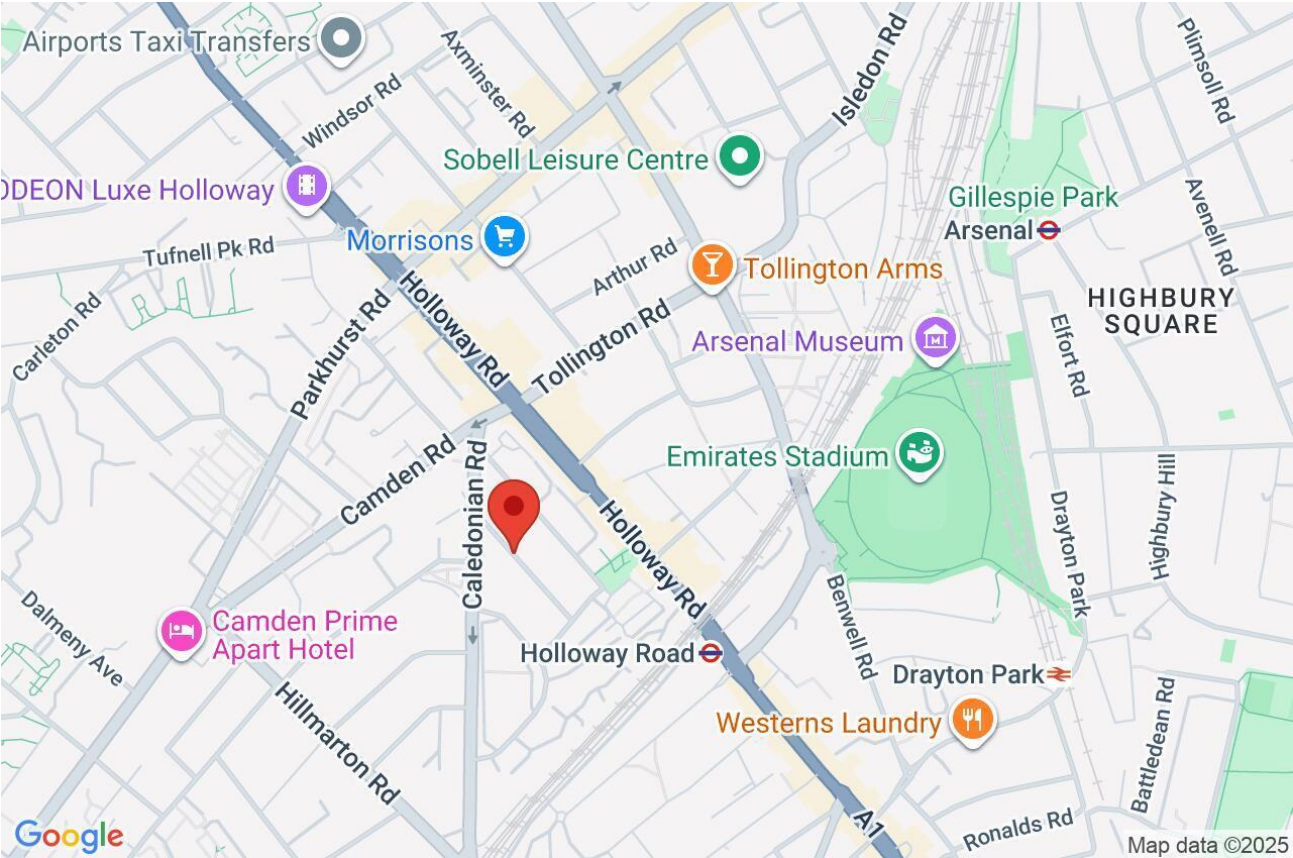 Airports Taxi Transfers
Axminster Rd
Isledon Rd
Plimsoll Rd
Windsor Rd
Sobell Leisure Centre
ODEON Luxe Holloway
Gillespie Park
Arsenal
Avenell Rd
Tufnell Pk Rd
Morrisons
Arthur Rd
Tollington Arms
HIGHBURY
SQUARE
Carleton Rd
Parkhurst Rd
Holloway Rd
Tollington Rd
Arsenal Museum
Elfort Rd
Camden Rd
Caledonian Rd
Emirates Stadium
Highbury Hill
Drayton Park
Holloway Rd
Dalmeny Ave
Camden Prime
Apart Hotel
Holloway Road
Benwell Rd
Drayton Park
Hillmarton Rd
Westerns Laundry
Battledean Rd
A1
Ronalds Rd
Google
Map data ©2025